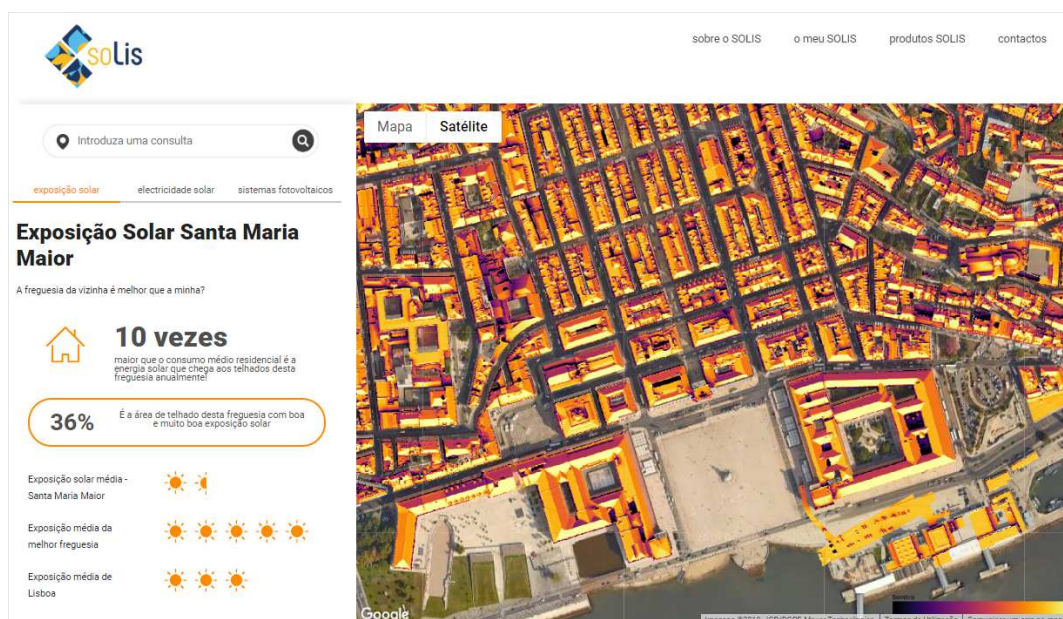 soLis
sobre o SOLIS
o meu SOLIS
produtos SOLIS
contactos
Introduza uma consulta
Mapa
Satélite
exposição solar
electricidade solar
sistemas fotovoltaicos
Exposição Solar Santa Maria
Maior
A freguesia da vizinha é melhor que a minha?
10 vezes
maior que o consumo médio residencial é a
energia solar que chega aos telhados desta
freguesia anualmente!
36%
É a área de telhado desta freguesia com boa
e muito boa exposição solar
Exposição solar média -
Santa Maria Maior
Exposição média da
melhor freguesia
Exposição média de
Lisboa
Sombra
Google